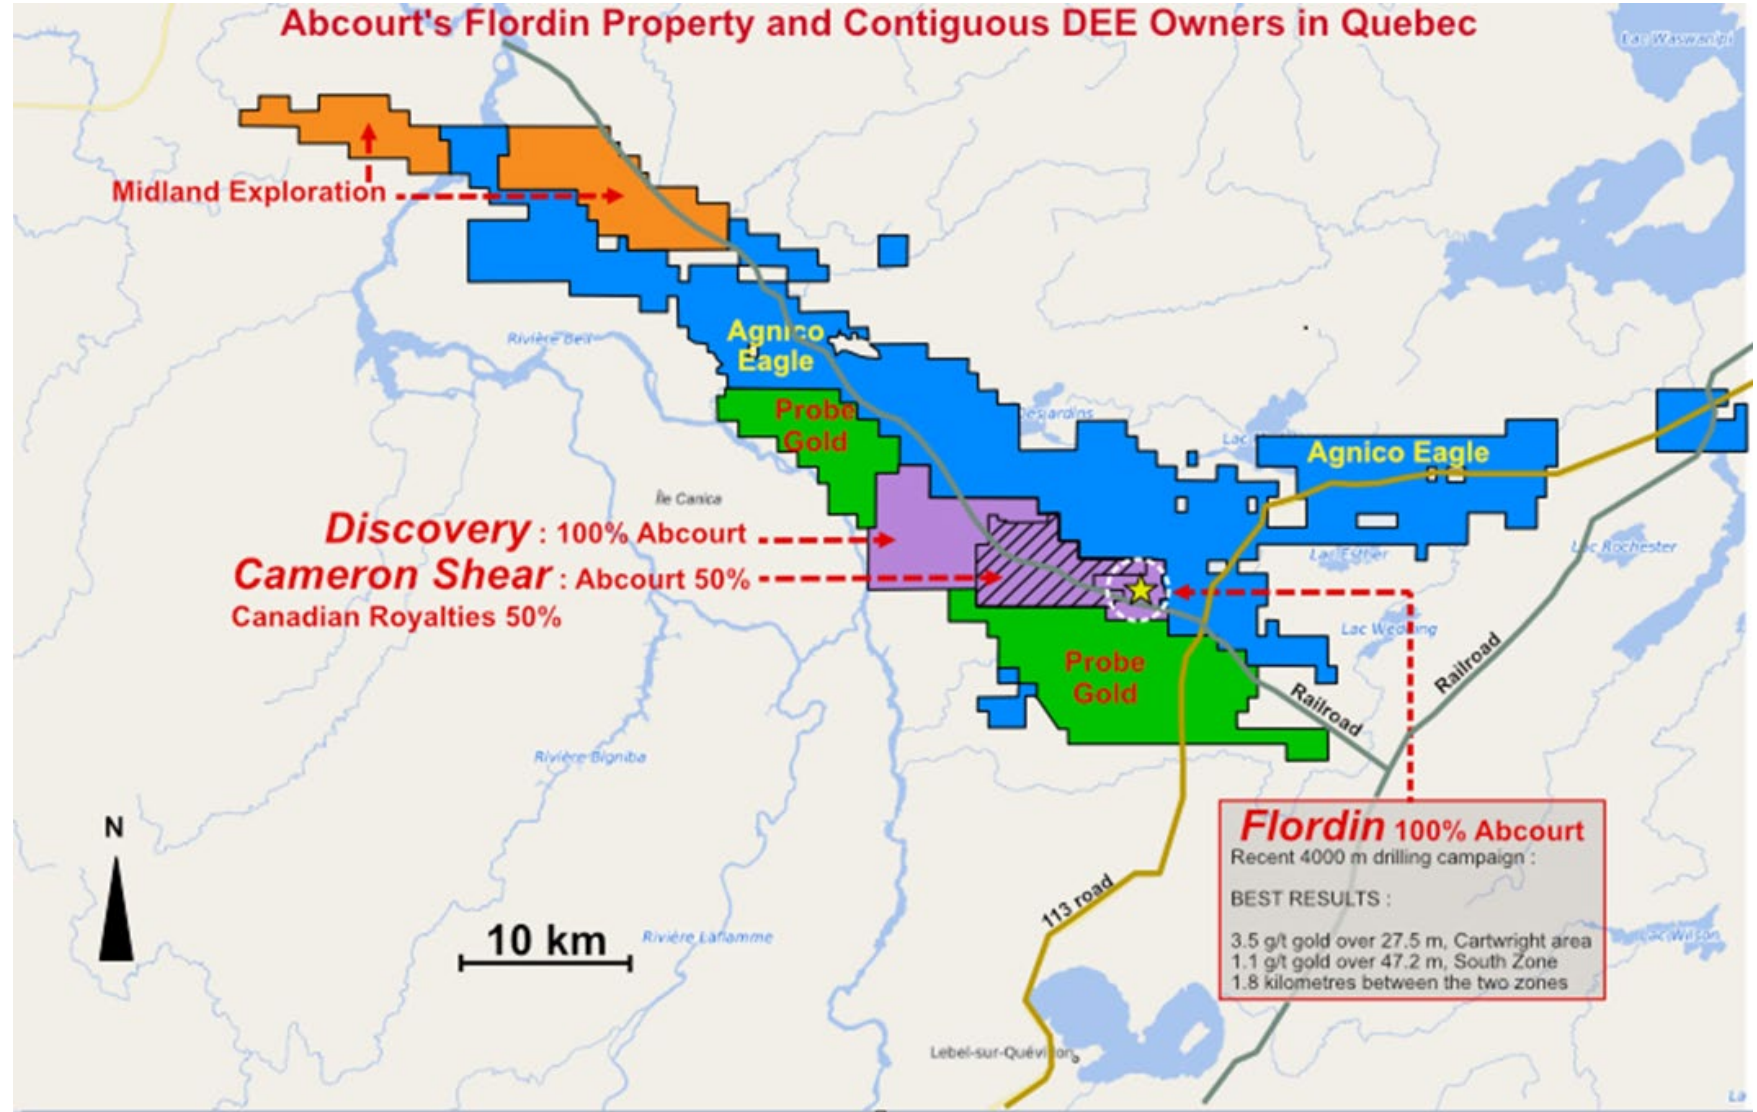 Abcourt's Flordin Property and Contiguous DEE Owners in Quebec
Lac Waswanipi
Midland Exploration
Rivière Bell
Agnico
Eagle
Probe
Gold
Desjardins
Lac
Agnico Eagle
Île Canica
Discovery : 100% Abcourt
Cameron Shear : Abcourt 50%
Canadian Royalties 50%
Lac Esther
Lac Rochester
Lac Wedding
Probe
Gold
Railroad
Railroad
Rivière Bigniba
N
10 km
Rivière Laflamme
113 road
Flordin 100% Abcourt
Recent 4000 m drilling campaign :
BEST RESULTS :
3.5 g/t gold over 27.5 m, Cartwright area
1.1 g/t gold over 47.2 m, South Zone
1.8 kilometres between the two zones
Lac Wilson
Lebel-sur-Quévillon
La